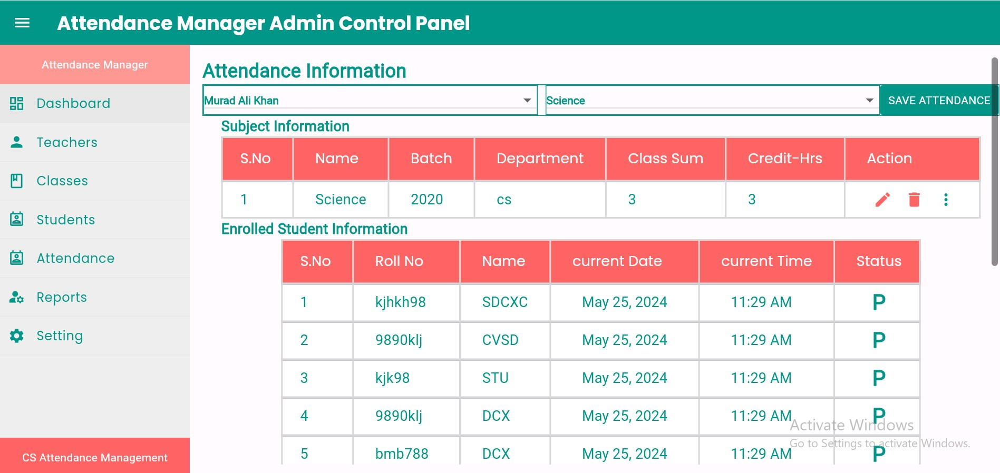 Attendance Manager Admin Control Panel
Attendance Manager
Dashboard
Teachers
Classes
Students
Attendance
Reports
Setting
CS Attendance Management
Attendance Information
Murad Ali Khan Science SAVE ATTENDANCE
Subject Information
S.No Name Batch Department Class Sum Credit-Hrs Action
1 Science 2020 cs 3 3
Enrolled Student Information
S.No Roll No Name current Date current Time Status
1 kjhkh98 SDCXC May 25, 2024 11:29 AM P
2 9890klj CVSD May 25, 2024 11:29 AM P
3 kjk98 STU May 25, 2024 11:29 AM P
4 9890klj DCX May 25, 2024 11:29 AM P
5 bmb788 DCX May 25, 2024 11:29 AM P
Activate Windows
Go to Settings to activate Windows.